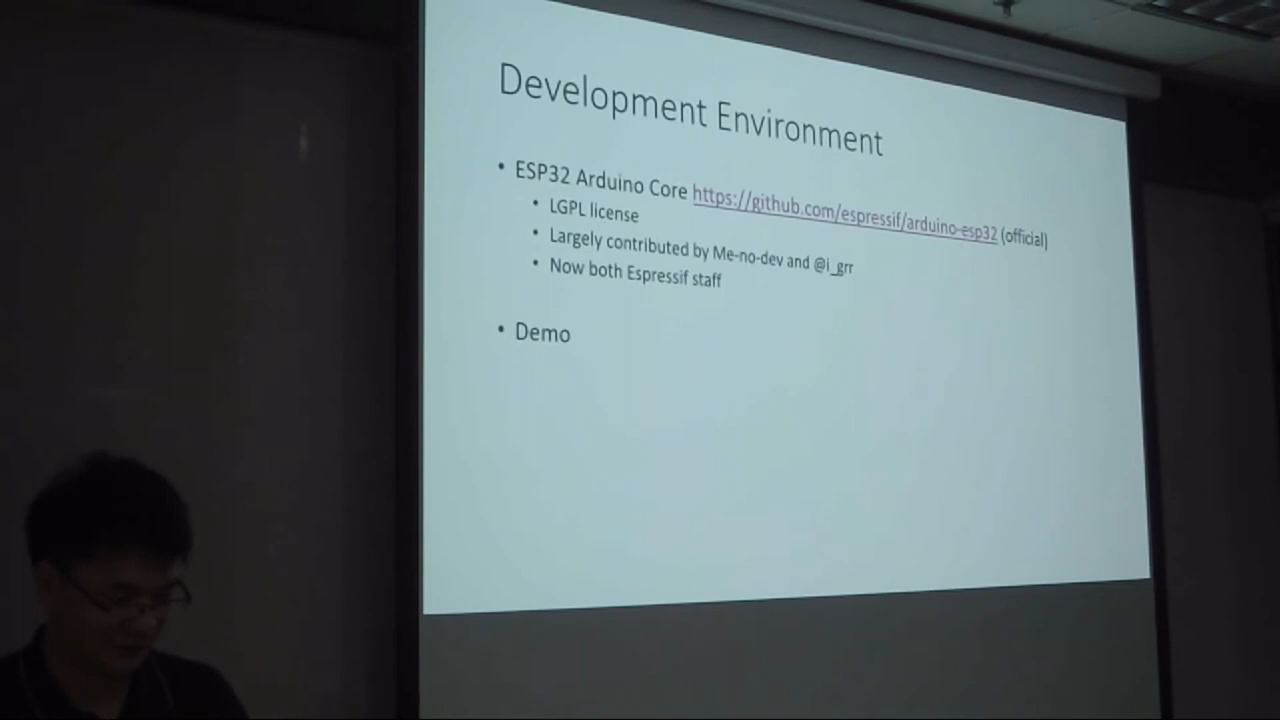 Development Environment
• ESP32 Arduino Core https://github.com/espressif/arduino-esp32 (official)
• LGPL license
• Largely contributed by Me-no-dev and @i_grr
• Now both Espressif staff
• Demo